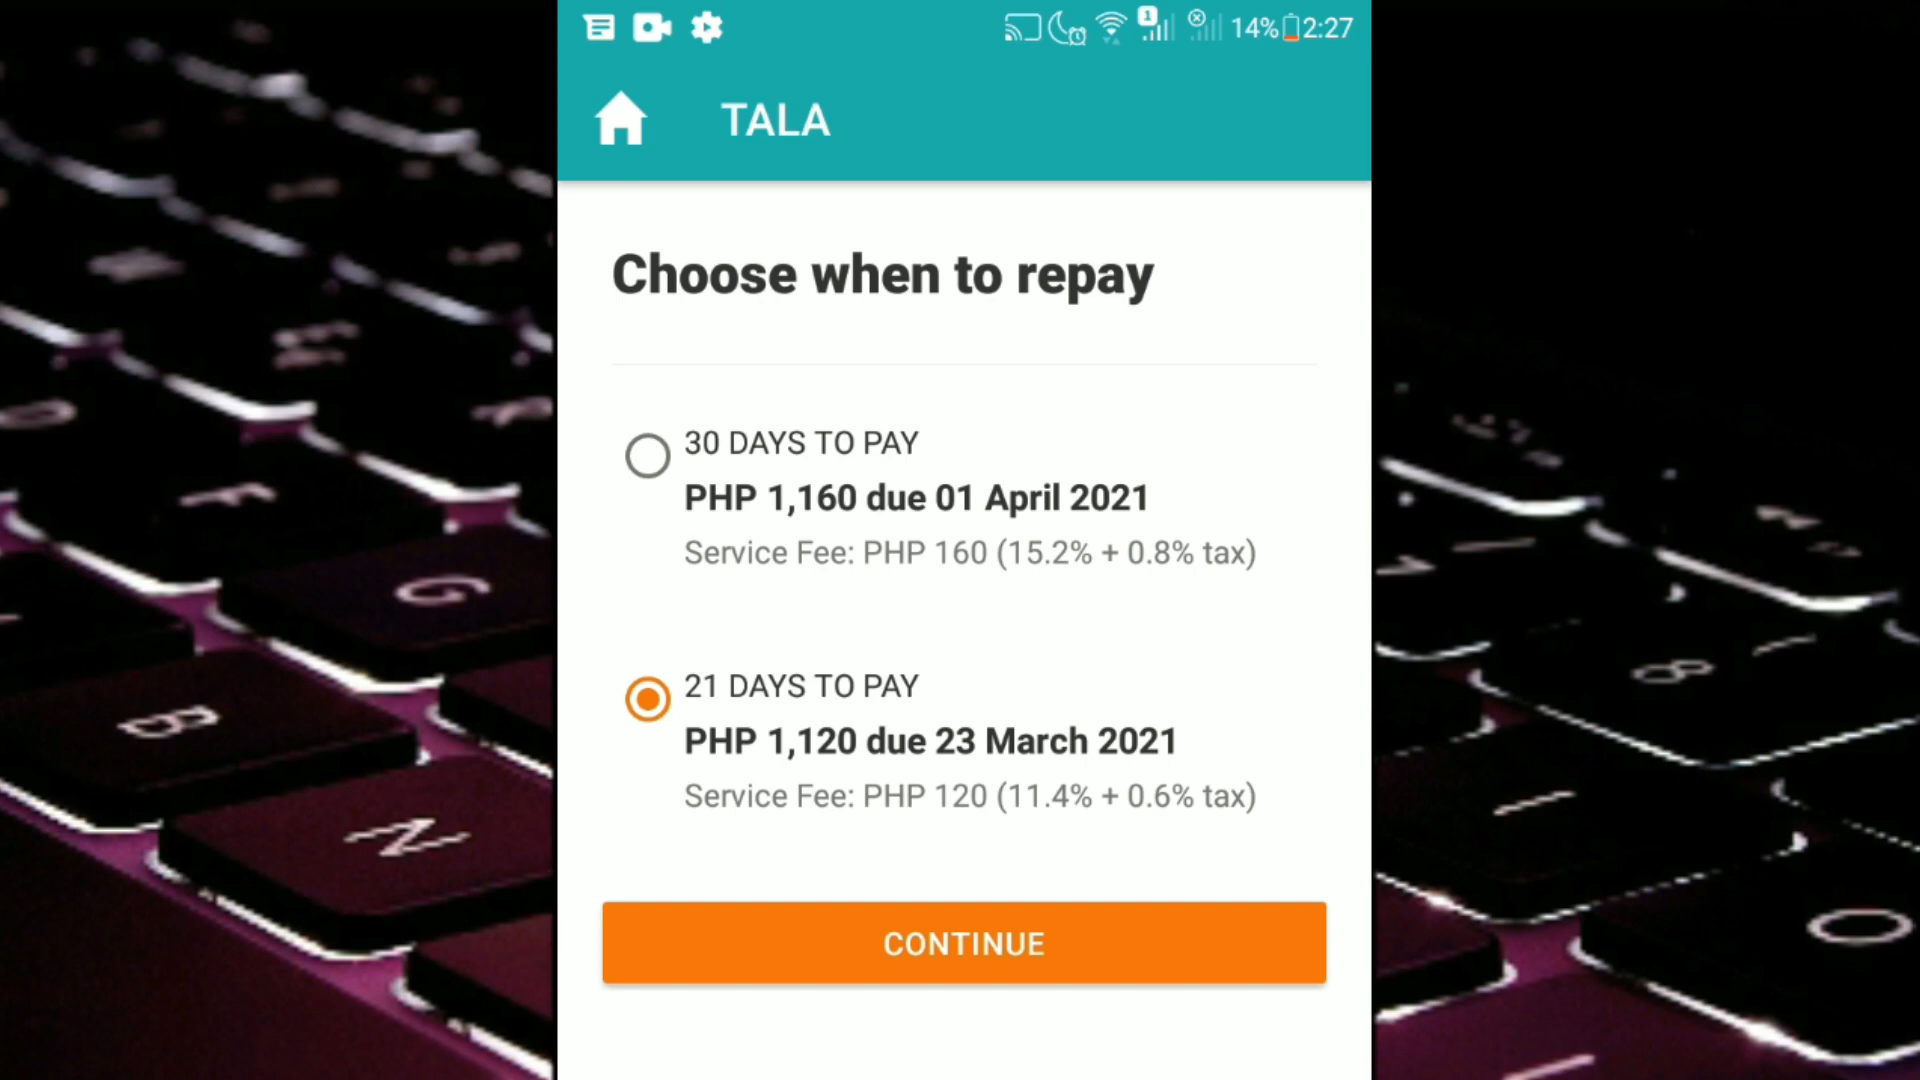 1
14% 2:27
TALA
Choose when to repay
30 DAYS TO PAY
PHP 1,160 due 01 April 2021
Service Fee: PHP 160 (15.2% + 0.8% tax)
21 DAYS TO PAY
PHP 1,120 due 23 March 2021
Service Fee: PHP 120 (11.4% + 0.6% tax)
CONTINUE
F
G
B
N
8
O